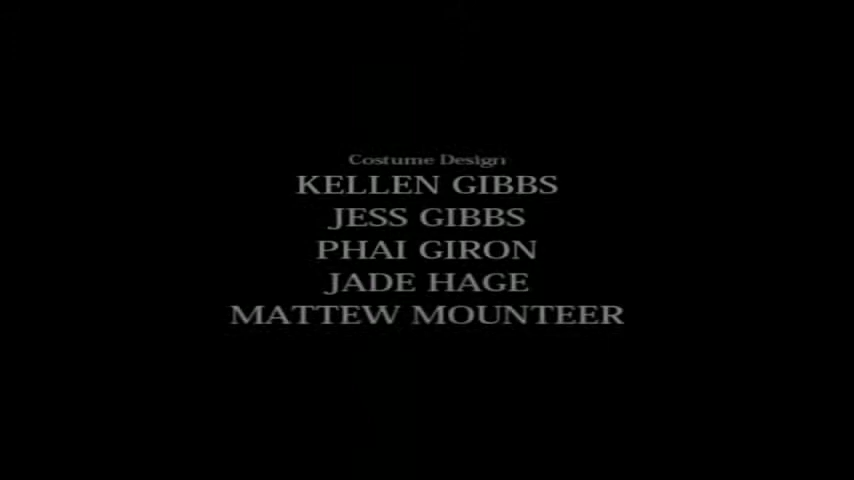 Costume Design
KELLEN GIBBS
JESS GIBBS
PHAI GIRON
JADE HAGE
MATTEW MOUNTEER